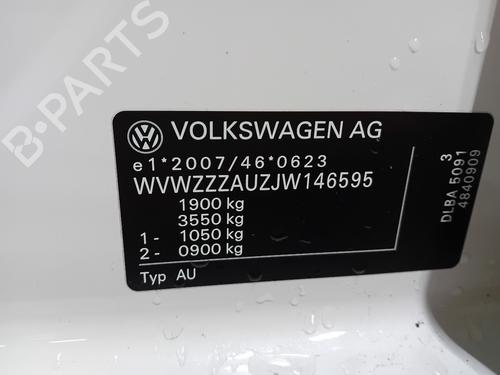 B-PARTS
VOLKSWAGEN AG
e1*2007/46*0623
WVWZZZAUZJW146595
1900 kg
3550 kg
1 - 1050 kg
2 - 0900 kg
Typ AU
3
DLBA 5091
4840909